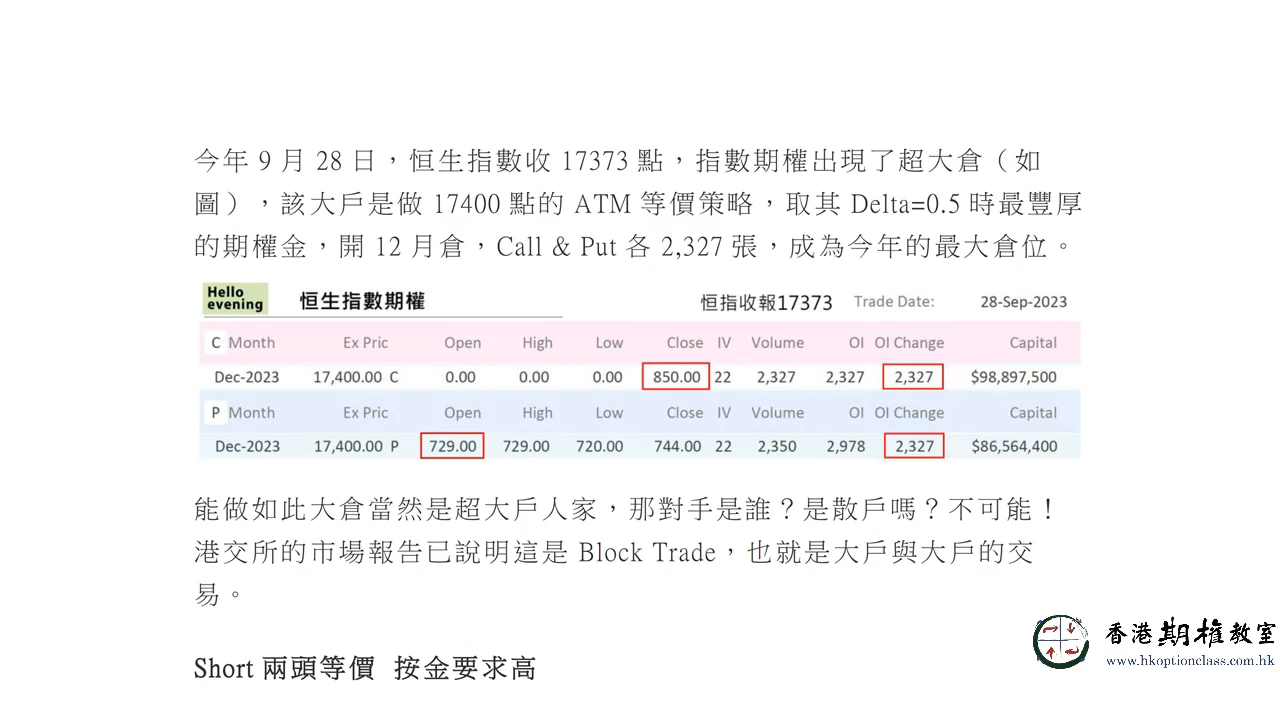 今年 9 月 28 日，恒生指數收 17373 點，指數期權出現了超大倉（如
圖），該大戶是做 17400 點的 ATM 等價策略，取其 Delta=0.5 時最豐厚
的期權金，開 12 月倉，Call & Put 各 2,327 張，成為今年的最大倉位。
Hello evening 恒生指數期權 恒指收報17373 Trade Date: 28-Sep-2023
C Month Ex Pric Open High Low Close IV Volume OI OI Change Capital
Dec-2023 17,400.00 C 0.00 0.00 0.00 850.00 22 2,327 2,327 2,327 $98,897,500
P Month Ex Pric Open High Low Close IV Volume OI OI Change Capital
Dec-2023 17,400.00 P 729.00 729.00 720.00 744.00 22 2,350 2,978 2,327 $86,564,400
能做如此大倉當然是超大戶人家，那對手是誰？是散戶嗎？不可能！
港交所的市場報告已說明這是 Block Trade，也就是大戶與大戶的交
易。
Short 兩頭等價 按金要求高
香港期權教室
www.hkoptionclass.com.hk